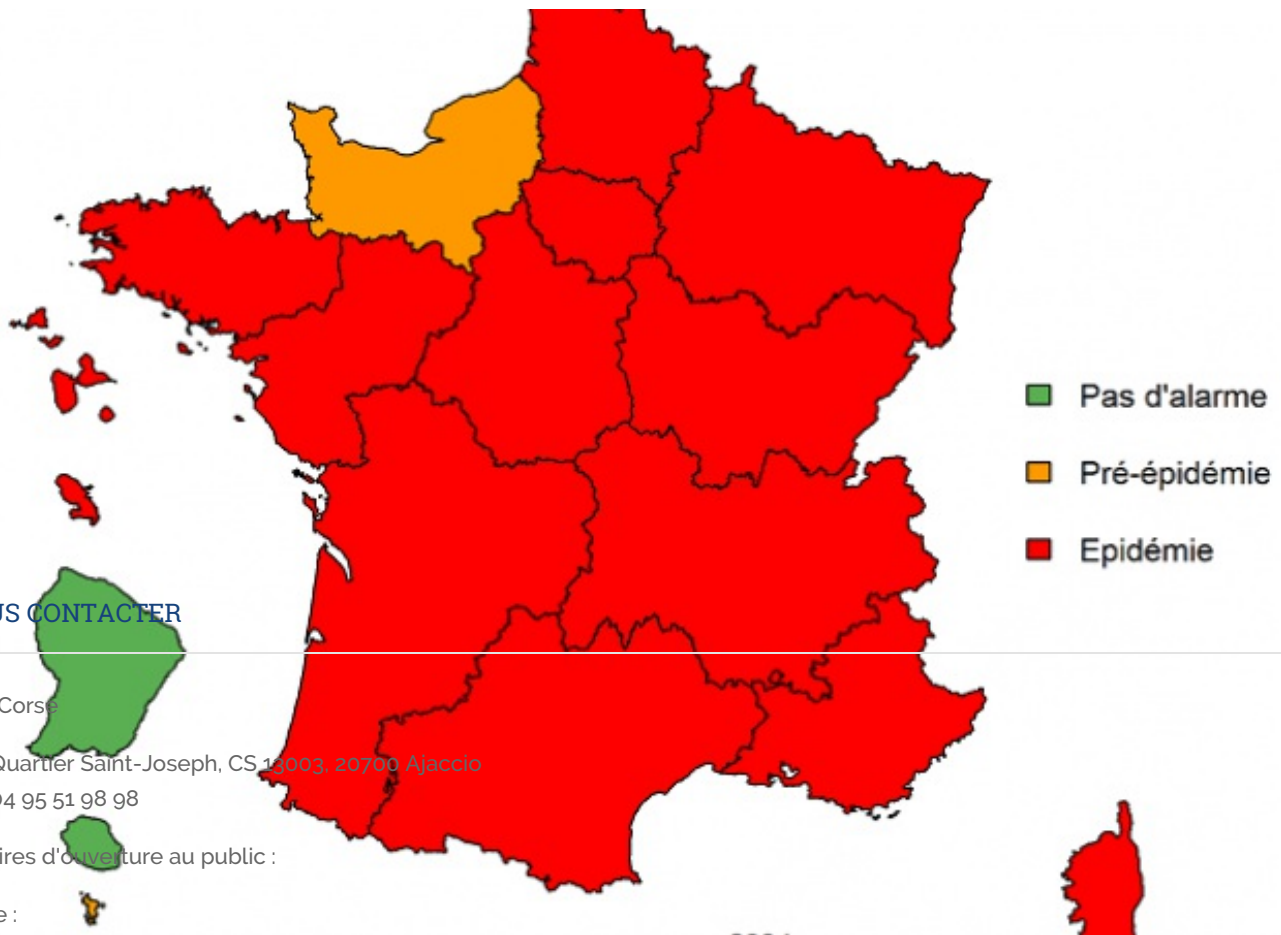 Pas d'alarme
Pré-épidémie
Epidémie
US CONTACTER
Corse
Quartier Saint-Joseph, CS 13003, 20700 Ajaccio
04 95 51 98 98
ires d'ouverture au public :
e :